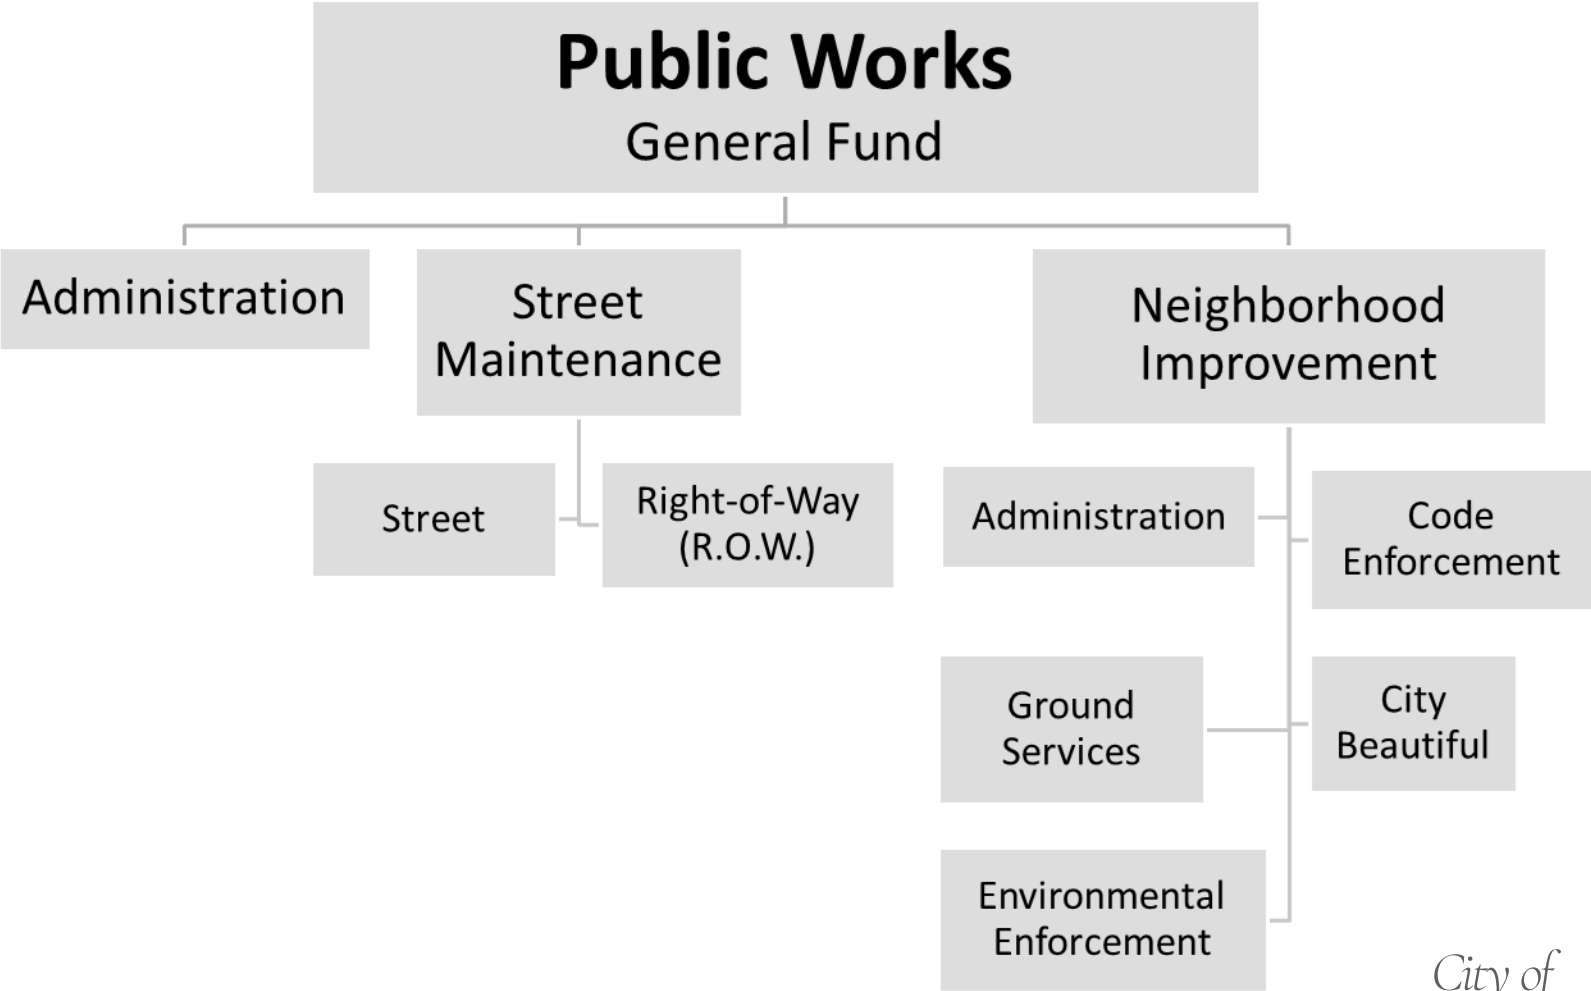 Public Works
General Fund
Administration
Street
Maintenance
Neighborhood
Improvement
Street
Right-of-Way
(R.O.W.)
Administration
Code
Enforcement
Ground
Services
City
Beautiful
Environmental
Enforcement
City of